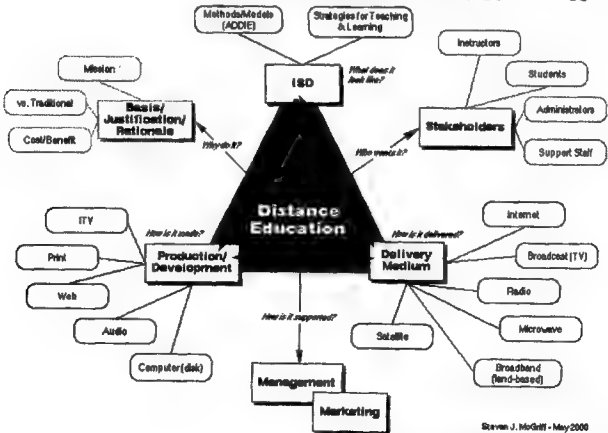 Methods/Models
(ADDIE)
Strategies for Teaching
& Learning
Instructors
Mission
ISD
What does it
look like?
Students
vs. Traditional
Basis/
Justification/
Rationale
Stakeholders
Administrators
Cost/Benefit
Why do it?
Who wants it?
Support Staff
Distance
Education
ITV
How is it made?
How is it delivered?
Internet
Print
Production/
Development
Delivery
Medium
Broadcast (TV)
Web
Radio
Audio
How is it supported?
Satellite
Microwave
Computer (disk)
Broadband
(land-based)
Management
Marketing
Steven J. McGriff - May 2000